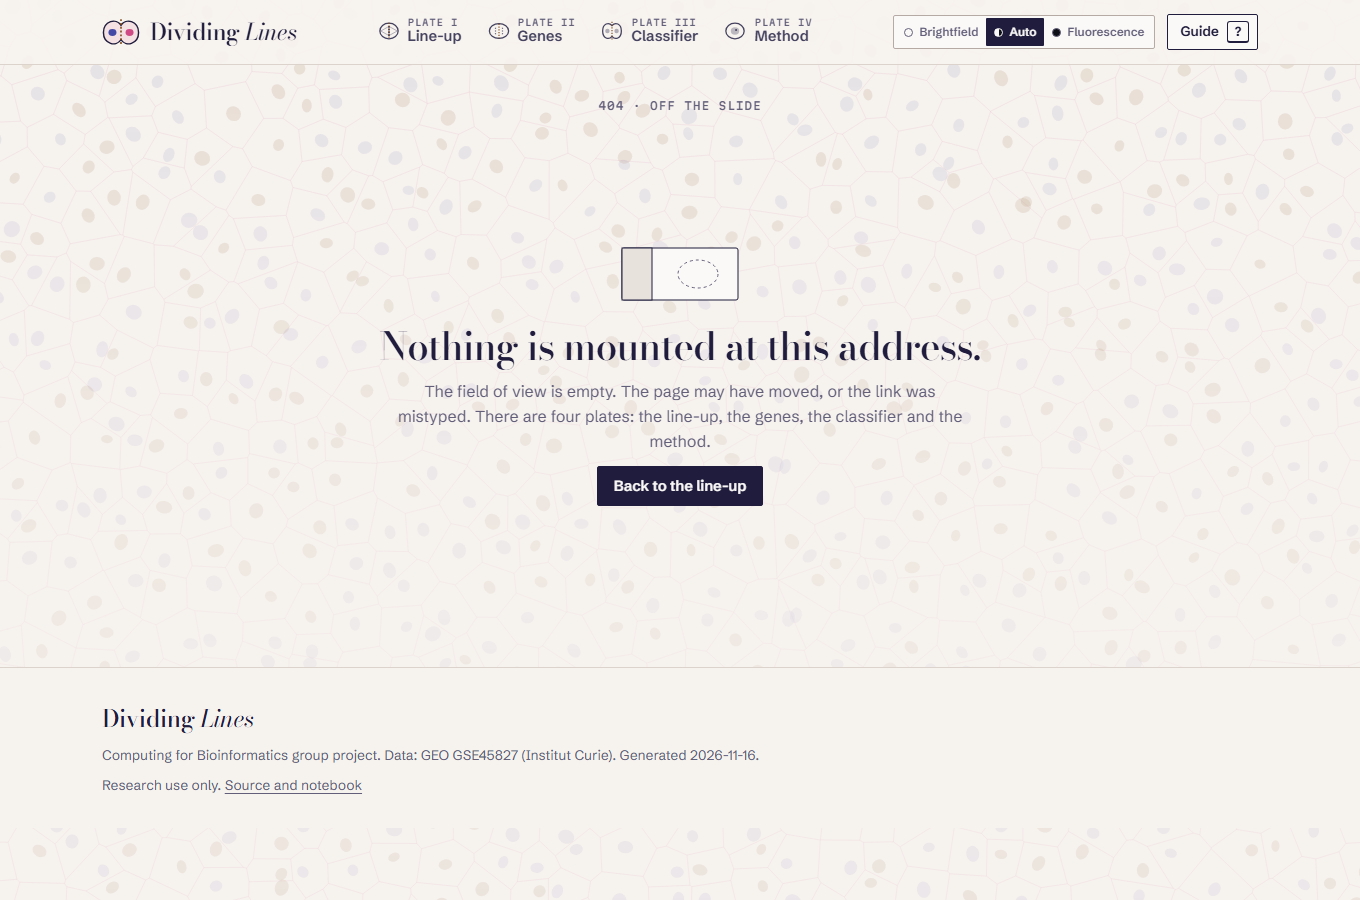 Dividing Lines
PLATE I
Line-up
PLATE II
Genes
PLATE III
Classifier
PLATE IV
Method
Brightfield
Auto
Fluorescence
Guide ?
404 · OFF THE SLIDE
Nothing is mounted at this address.
The field of view is empty. The page may have moved, or the link was
mistyped. There are four plates: the line-up, the genes, the classifier and the
method.
Back to the line-up
Dividing Lines
Computing for Bioinformatics group project. Data: GEO GSE45827 (Institut Curie). Generated 2026-11-16.
Research use only. Source and notebook